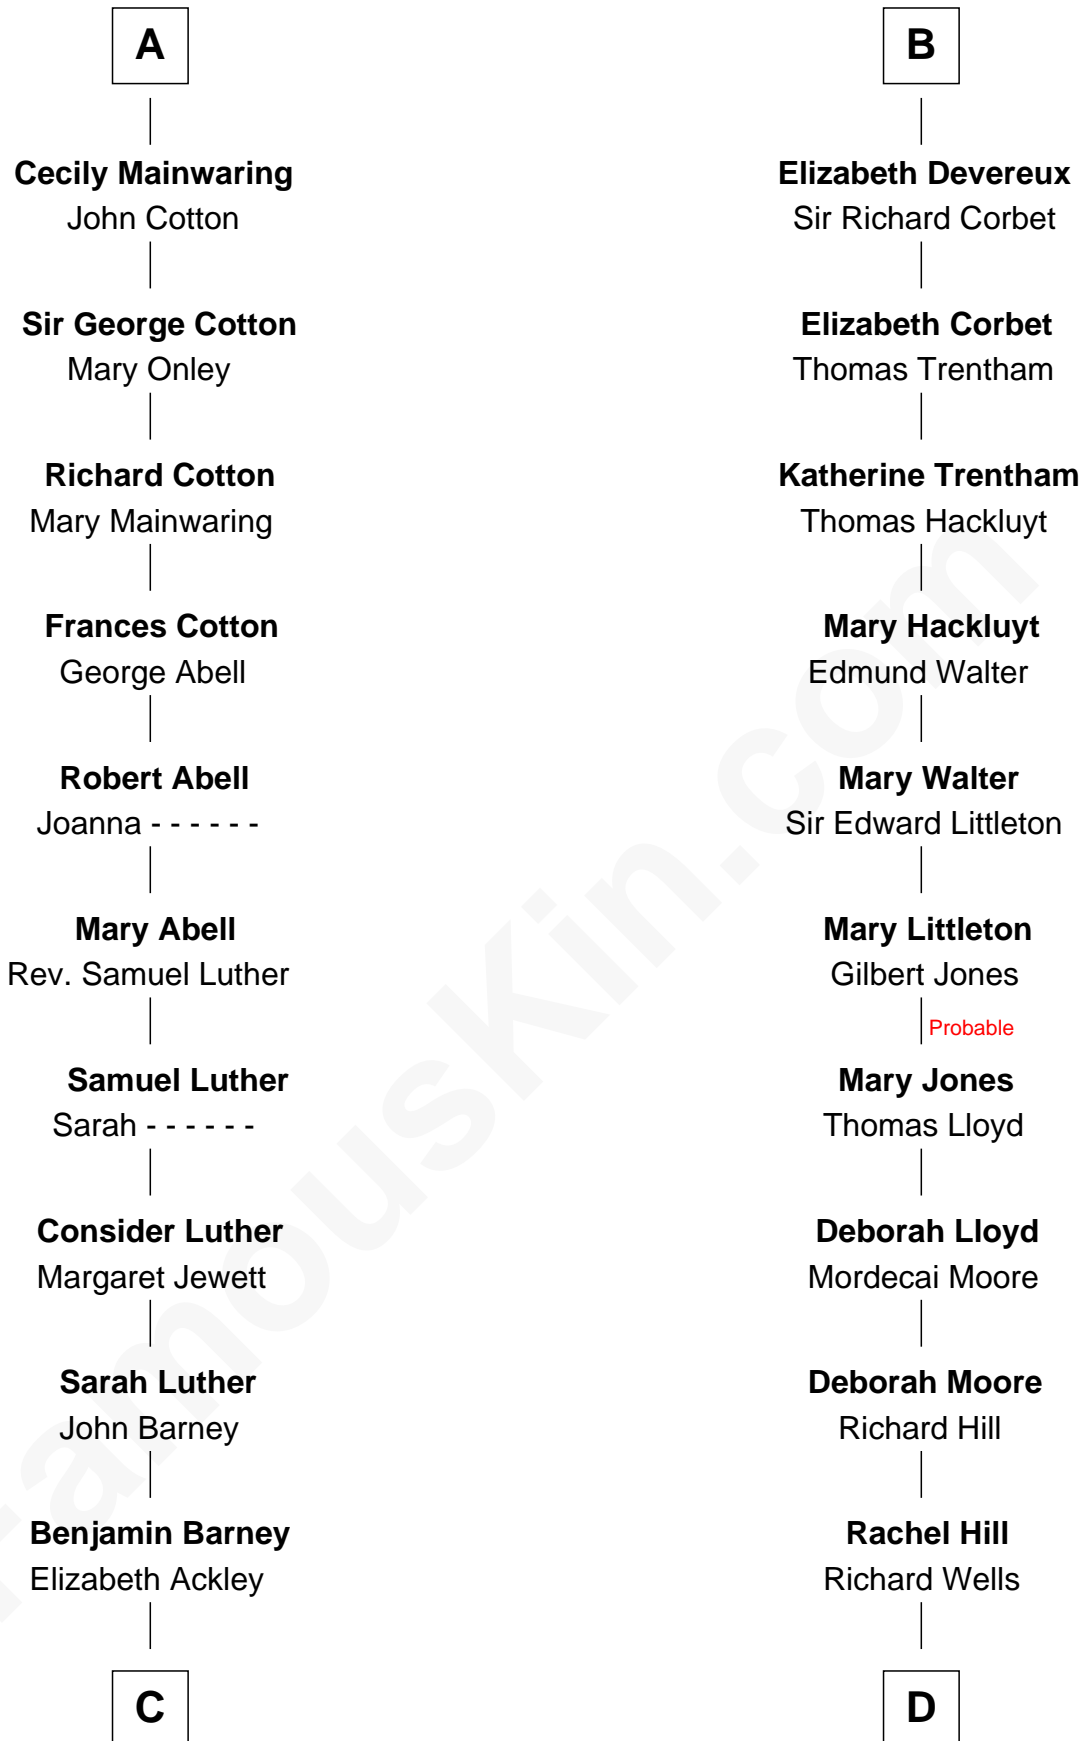 A
Cecily Mainwaring
John Cotton
Sir George Cotton
Mary Onley
Richard Cotton
Mary Mainwaring
Frances Cotton
George Abell
Robert Abell
Joanna - - - - - -
Mary Abell
Rev. Samuel Luther
Samuel Luther
Sarah - - - - - -
Consider Luther
Margaret Jewett
Sarah Luther
John Barney
Benjamin Barney
Elizabeth Ackley
C
B
Elizabeth Devereux
Sir Richard Corbet
Elizabeth Corbet
Thomas Trentham
Katherine Trentham
Thomas Hackluyt
Mary Hackluyt
Edmund Walter
Mary Walter
Sir Edward Littleton
Mary Littleton
Gilbert Jones
Probable
Mary Jones
Thomas Lloyd
Deborah Lloyd
Mordecai Moore
Deborah Moore
Richard Hill
Rachel Hill
Richard Wells
D
FamousKin.com